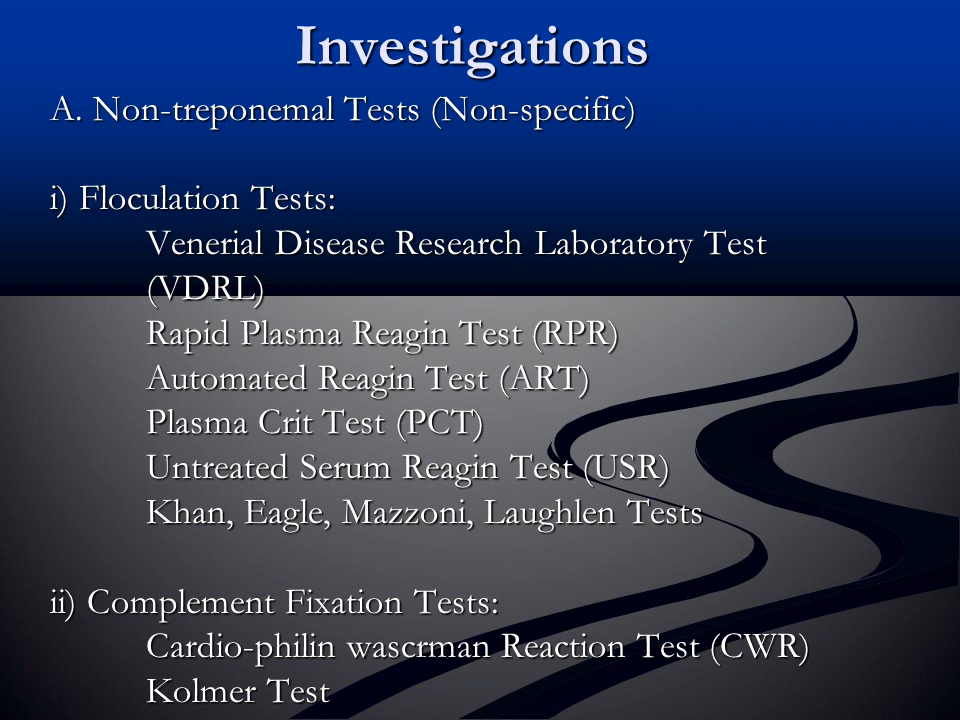 Investigations
A. Non-treponemal Tests (Non-specific)
i) Floculation Tests:
Venerial Disease Research Laboratory Test
(VDRL)
Rapid Plasma Reagin Test (RPR)
Automated Reagin Test (ART)
Plasma Crit Test (PCT)
Untreated Serum Reagin Test (USR)
Khan, Eagle, Mazzoni, Laughlen Tests
ii) Complement Fixation Tests:
Cardio-philin wascrman Reaction Test (CWR)
Kolmer Test